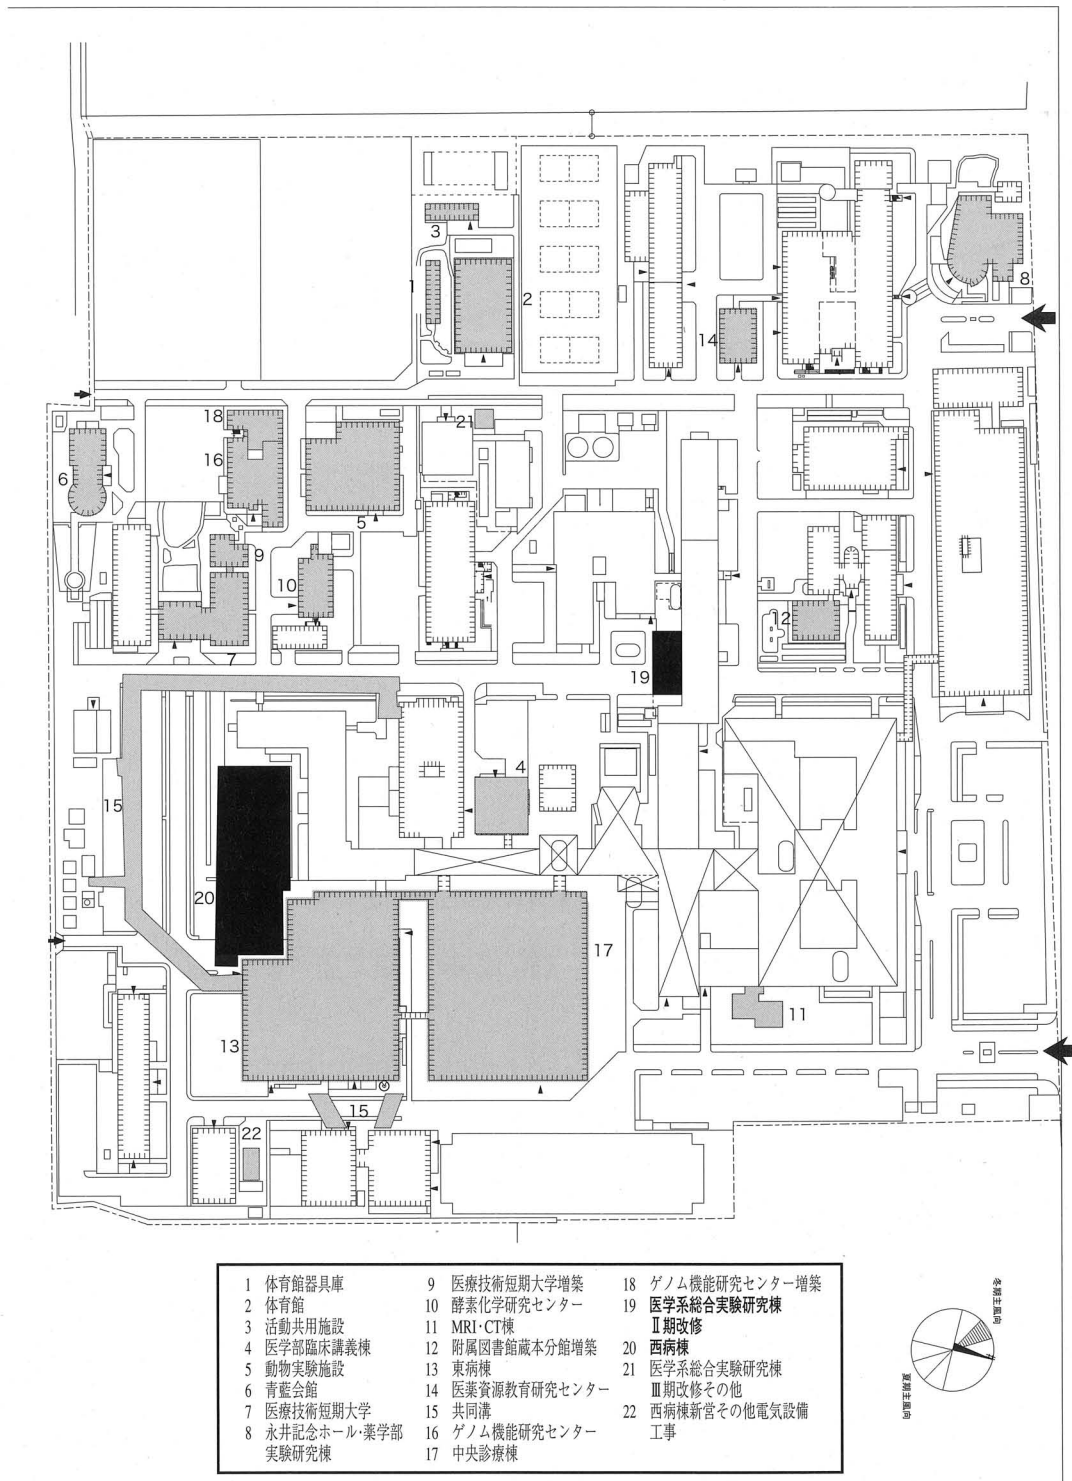 3
1
2
14
8
18
16
21
6
5
9
10
12
7
19
4
15
20
17
11
13
15
22
1 体育館器具庫
2 体育館
3 活動共用施設
4 医学部臨床講義棟
5 動物実験施設
6 青藍会館
7 医療技術短期大学
8 永井記念ホール・薬学部
実験研究棟
9 医療技術短期大学増築
10 酵素化学研究センター
11 MRI・CT棟
12 附属図書館蔵本分館増築
13 東病棟
14 医薬資源教育研究センター
15 共同溝
16 ゲノム機能研究センター
17 中央診療棟
18 ゲノム機能研究センター増築
19 医学系総合実験研究棟
Ⅱ期改修
20 西病棟
21 医学系総合実験研究棟
Ⅲ期改修その他
22 西病棟新営その他電気設備
工事
冬期主風向
夏期主風向